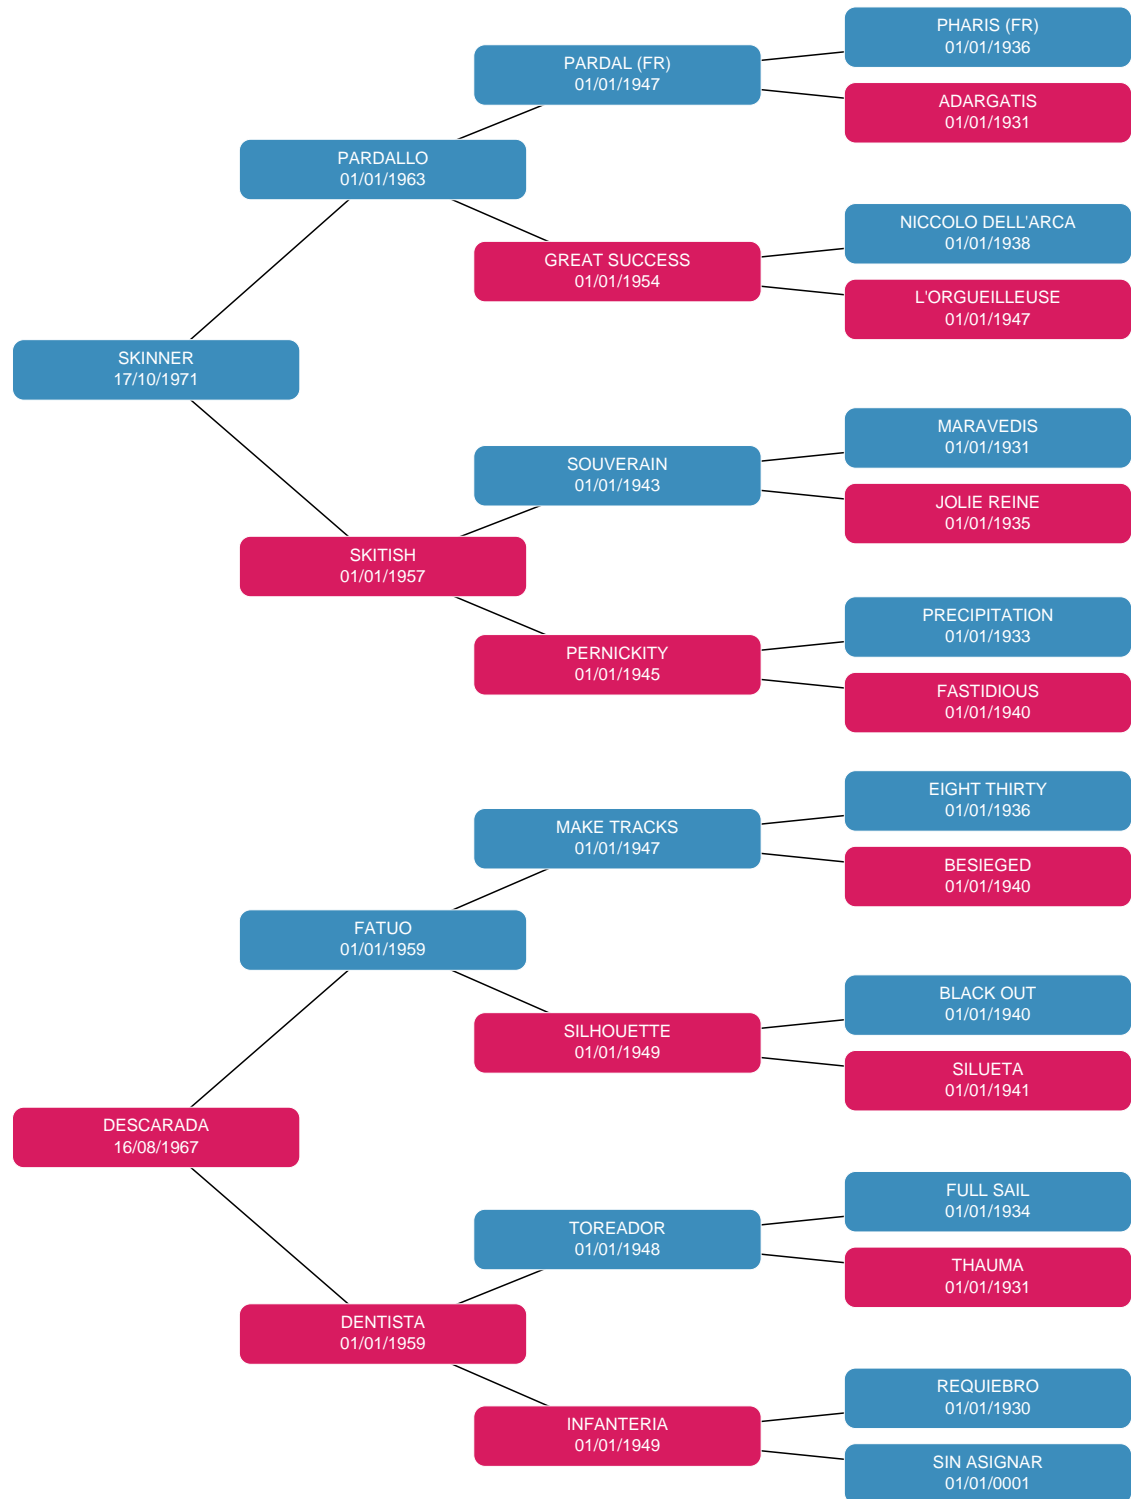 PHARIS (FR)
01/01/1936
PARDAL (FR)
01/01/1947
ADARGATIS
01/01/1931
PARDALLO
01/01/1963
NICCOLO DELL'ARCA
01/01/1938
GREAT SUCCESS
01/01/1954
L'ORGUEILLEUSE
01/01/1947
SKINNER
17/10/1971
MARAVEDIS
01/01/1931
SOUVERAIN
01/01/1943
JOLIE REINE
01/01/1935
SKITISH
01/01/1957
PRECIPITATION
01/01/1933
PERNICKITY
01/01/1945
FASTIDIOUS
01/01/1940
EIGHT THIRTY
01/01/1936
MAKE TRACKS
01/01/1947
BESIEGED
01/01/1940
FATUO
01/01/1959
BLACK OUT
01/01/1940
SILHOUETTE
01/01/1949
SILUETA
01/01/1941
DESCARADA
16/08/1967
FULL SAIL
01/01/1934
TOREADOR
01/01/1948
THAUMA
01/01/1931
DENTISTA
01/01/1959
REQUIEBRO
01/01/1930
INFANTERIA
01/01/1949
SIN ASIGNAR
01/01/0001